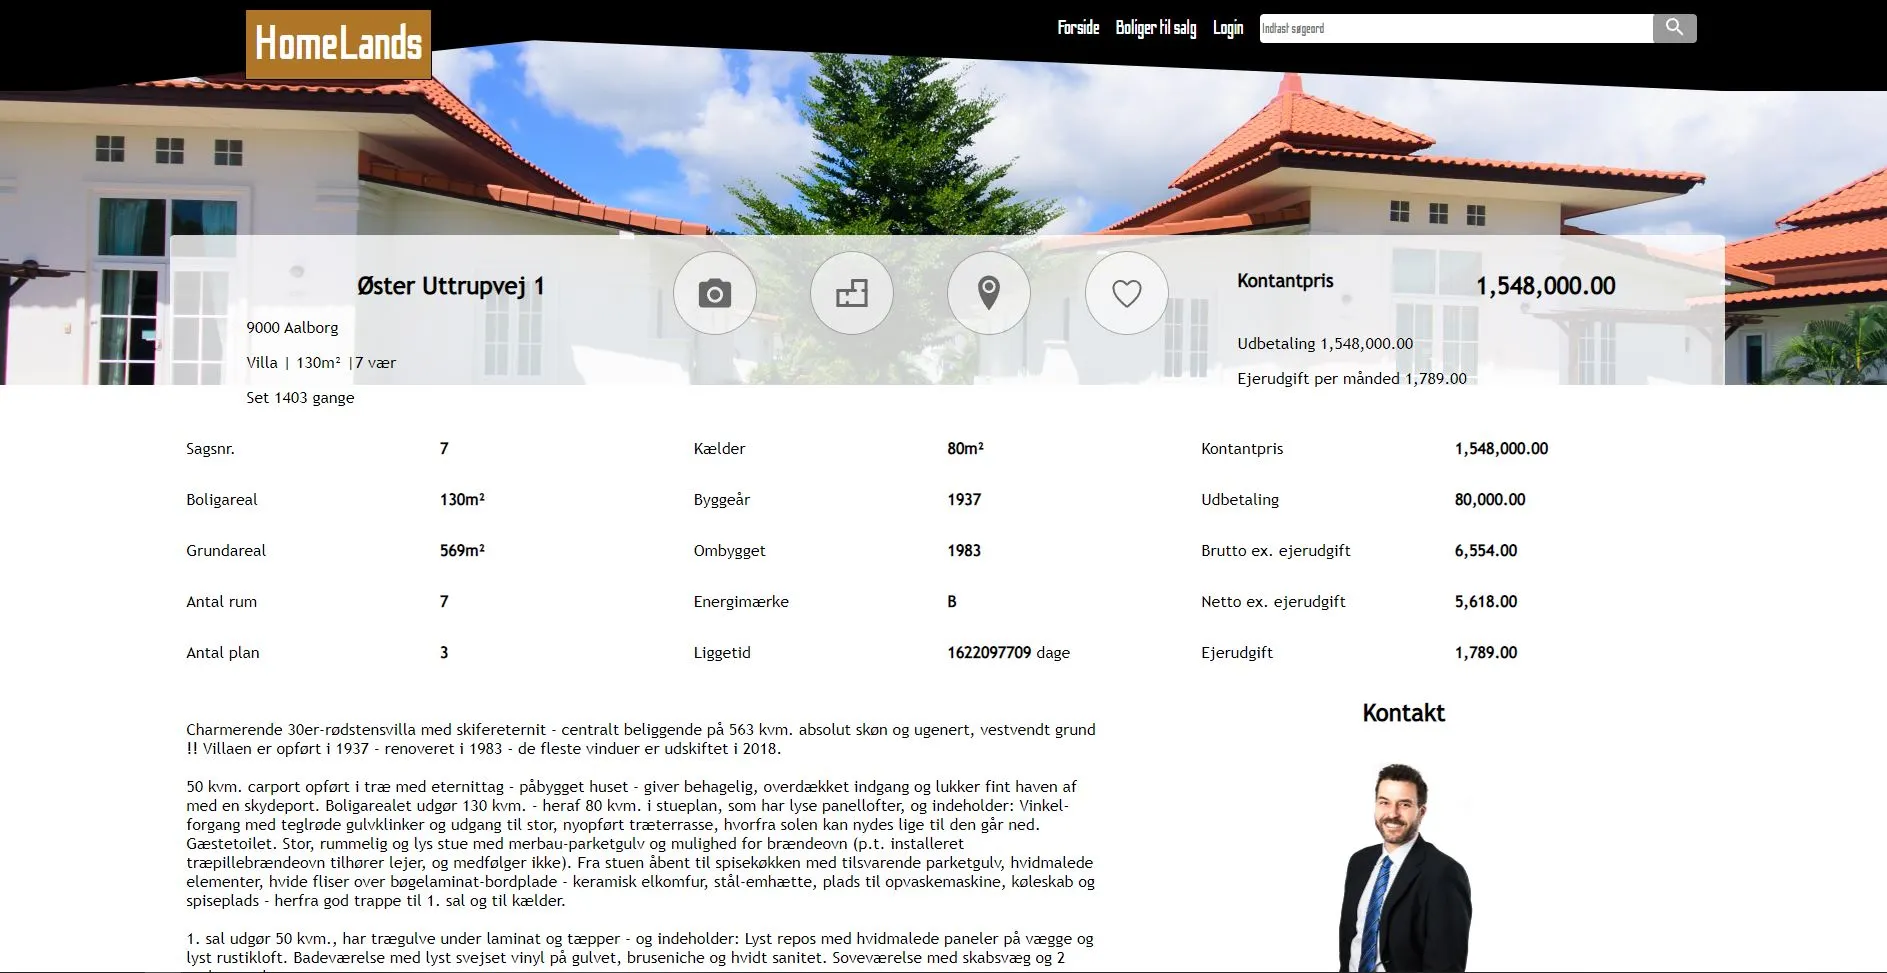 HomeLands
Forside Boliger til salg Login Indtast søgeord
Øster Uttrupvej 1
9000 Aalborg
Villa | 130m² |7 vær
Set 1403 gange
Kontantpris 1,548,000.00
Udbetaling 1,548,000.00
Ejerudgift per månded 1,789.00
Sagsnr. 7 Kælder 80m² Kontantpris 1,548,000.00
Boligareal 130m² Byggeår 1937 Udbetaling 80,000.00
Grundareal 569m² Ombygget 1983 Brutto ex. ejerudgift 6,554.00
Antal rum 7 Energimærke B Netto ex. ejerudgift 5,618.00
Antal plan 3 Liggetid 1622097709 dage Ejerudgift 1,789.00
Charmerende 30er-rødstensvilla med skifereternit - centralt beliggende på 563 kvm. absolut skøn og ugenert, vestvendt grund
!! Villaen er opført i 1937 - renoveret i 1983 - de fleste vinduer er udskiftet i 2018.
50 kvm. carport opført i træ med eternittag - påbygget huset - giver behagelig, overdækket indgang og lukker fint haven af
med en skydeport. Boligarealet udgør 130 kvm. - heraf 80 kvm. i stueplan, som har lyse panellofter, og indeholder: Vinkel-
forgang med teglrøde gulvklinker og udgang til stor, nyopført træterrasse, hvorfra solen kan nydes lige til den går ned.
Gæstetoilet. Stor, rummelig og lys stue med merbau-parketgulv og mulighed for brændeovn (p.t. installeret
træpillebrændeovn tilhører lejer, og medfølger ikke). Fra stuen åbent til spisekøkken med tilsvarende parketgulv, hvidmalede
elementer, hvide fliser over bøgelaminat-bordplade - keramisk elkomfur, stål-emhætte, plads til opvaskemaskine, køleskab og
spiseplads - herfra god trappe til 1. sal og til kælder.
1. sal udgør 50 kvm., har trægulve under laminat og tæpper - og indeholder: Lyst repos med hvidmalede paneler på vægge og
lyst rustikloft. Badeværelse med lyst svejset vinyl på gulvet, bruseniche og hvidt sanitet. Soveværelse med skabsvæg og 2
Kontakt